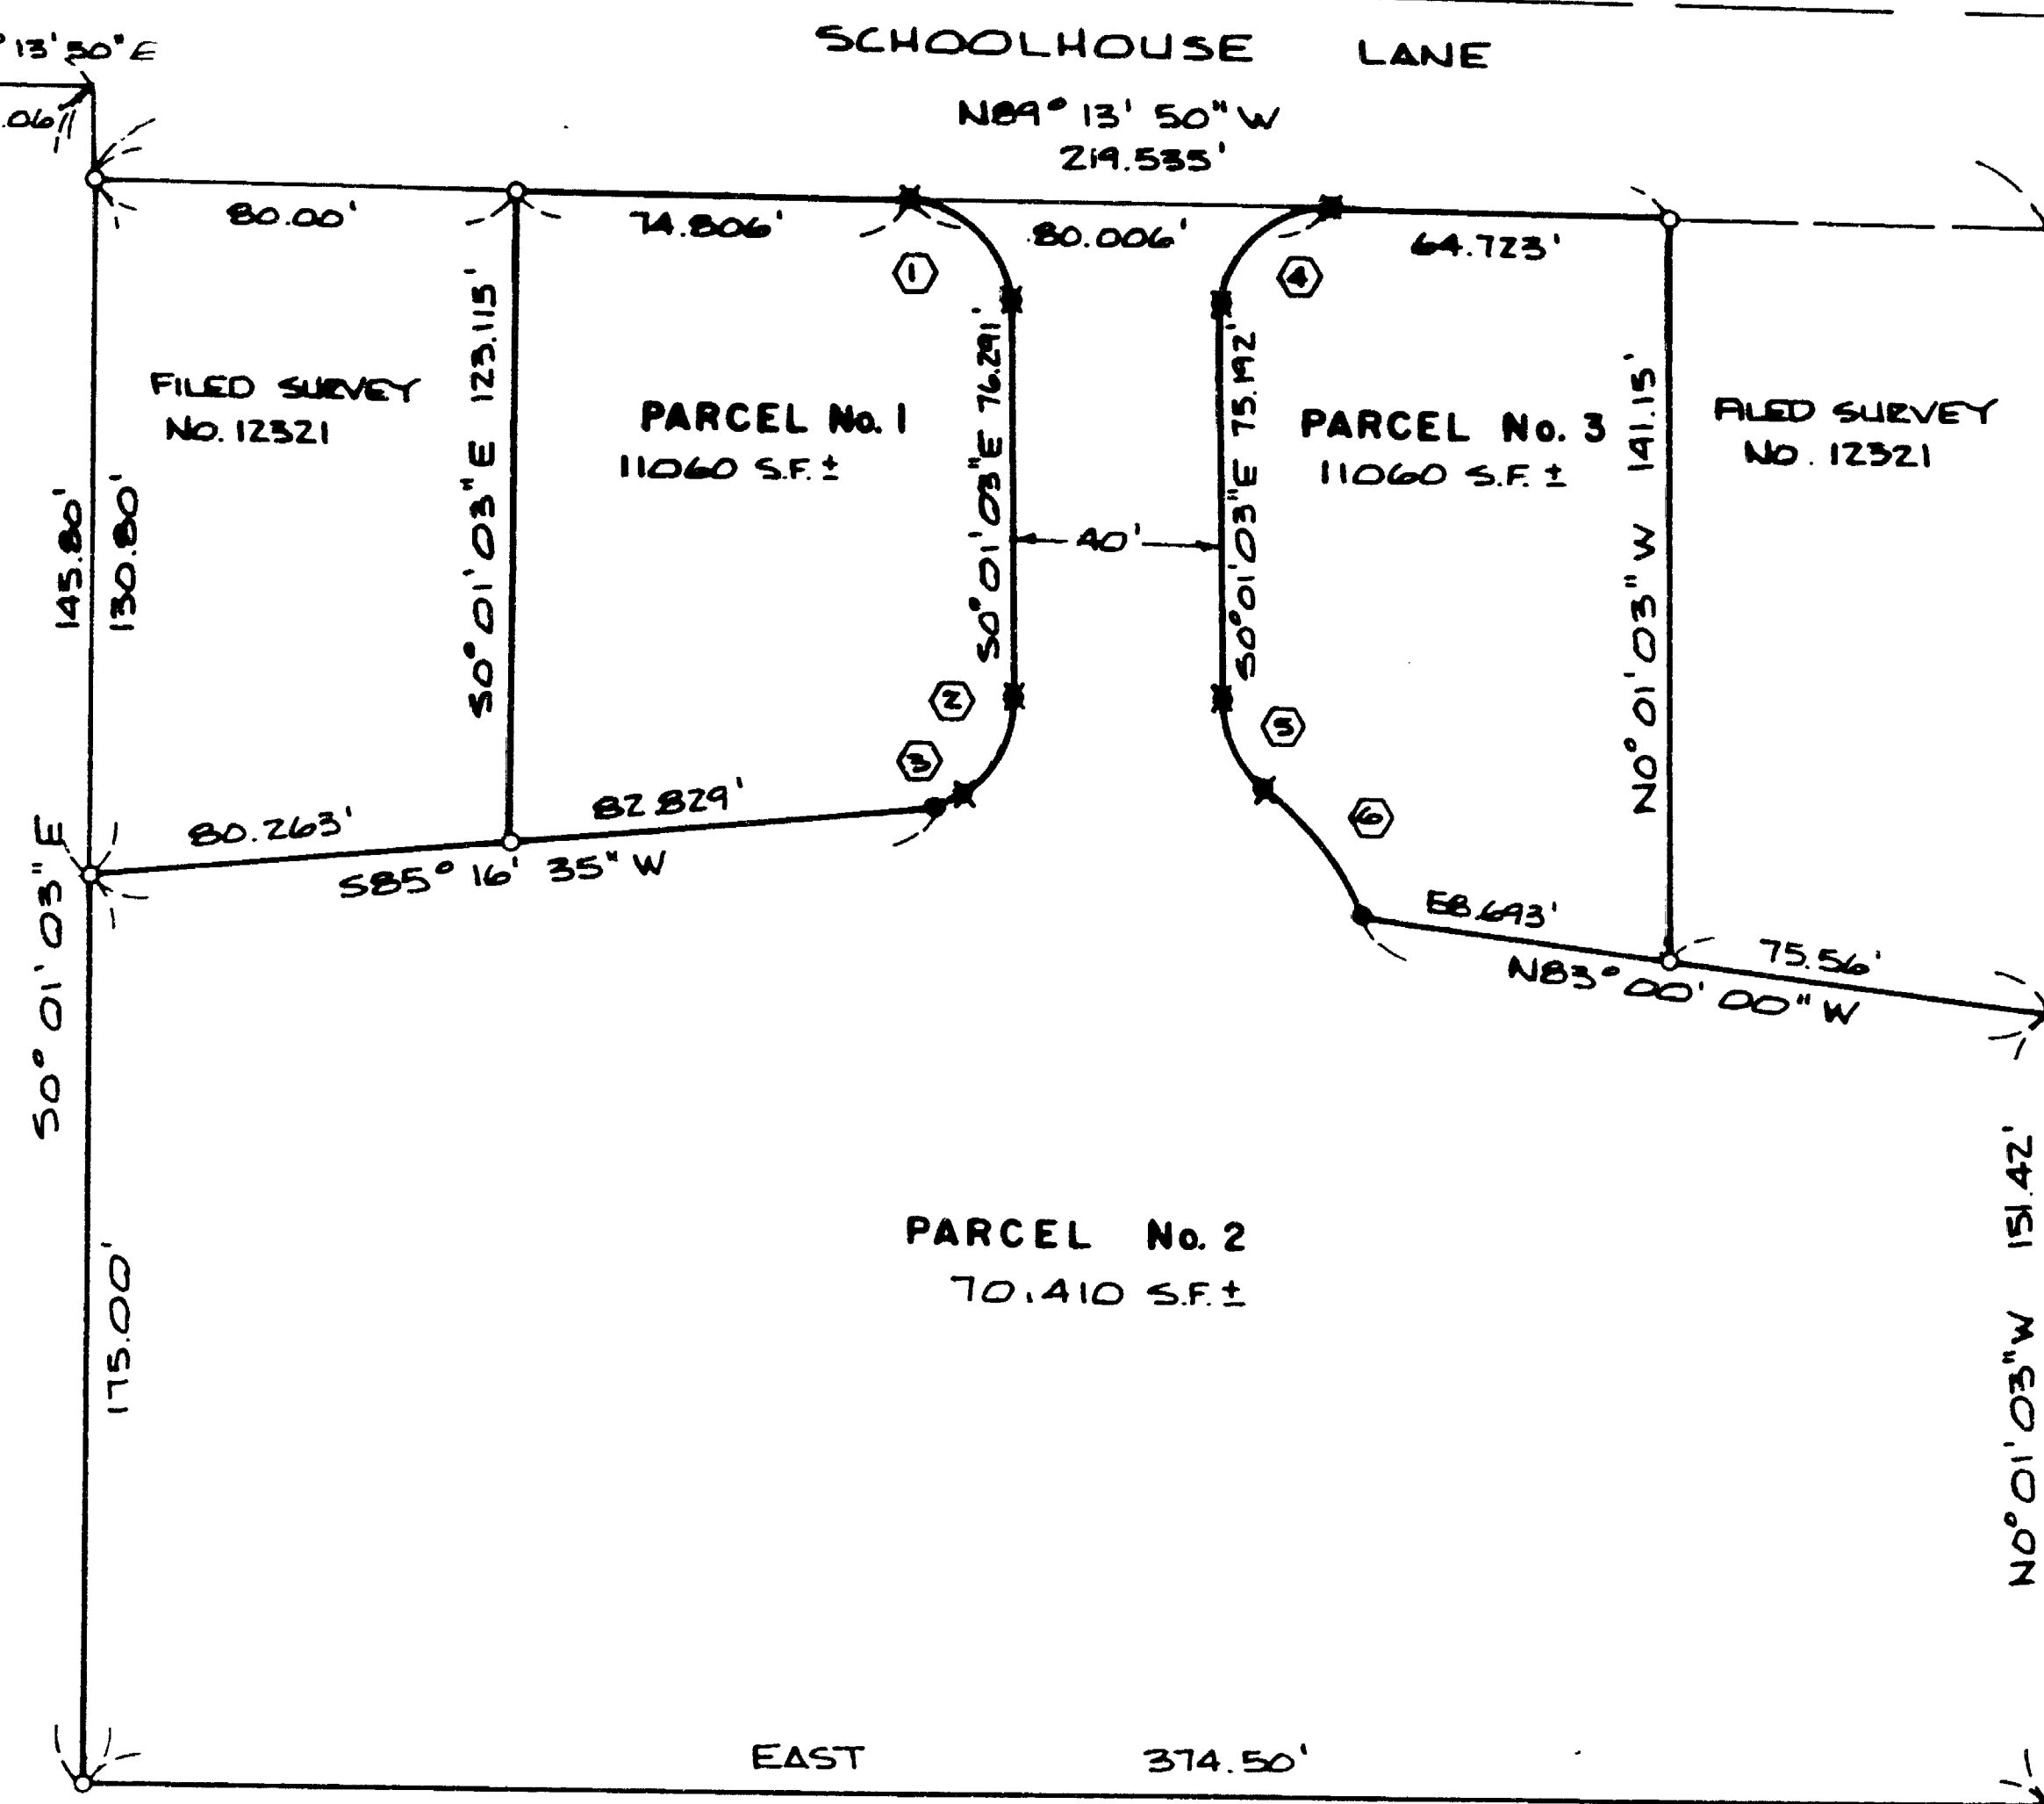 SCHOOLHOUSE LANE
° 13' 50" E
.06'
N89° 13' 50" W
219.535'
80.00'
74.806'
80.006'
64.723'
1
4
S0° 01' 03" E 123.115'
S0° 01' 03" E 76.291'
S0° 01' 03" E 75.192'
N0° 01' 03" W 141.15'
FILED SURVEY
No. 12321
PARCEL No. 1
11060 S.F. ±
PARCEL No. 3
11060 S.F. ±
FILED SURVEY
No. 12321
145.80'
130.80'
40'
2
5
3
6
80.263'
82.829'
S85° 16' 35" W
58.693'
75.56'
N83° 00' 00" W
S0° 01' 03" E
175.00'
PARCEL No. 2
70,410 S.F. ±
N0° 01' 03" W 151.42'
EAST 374.50'